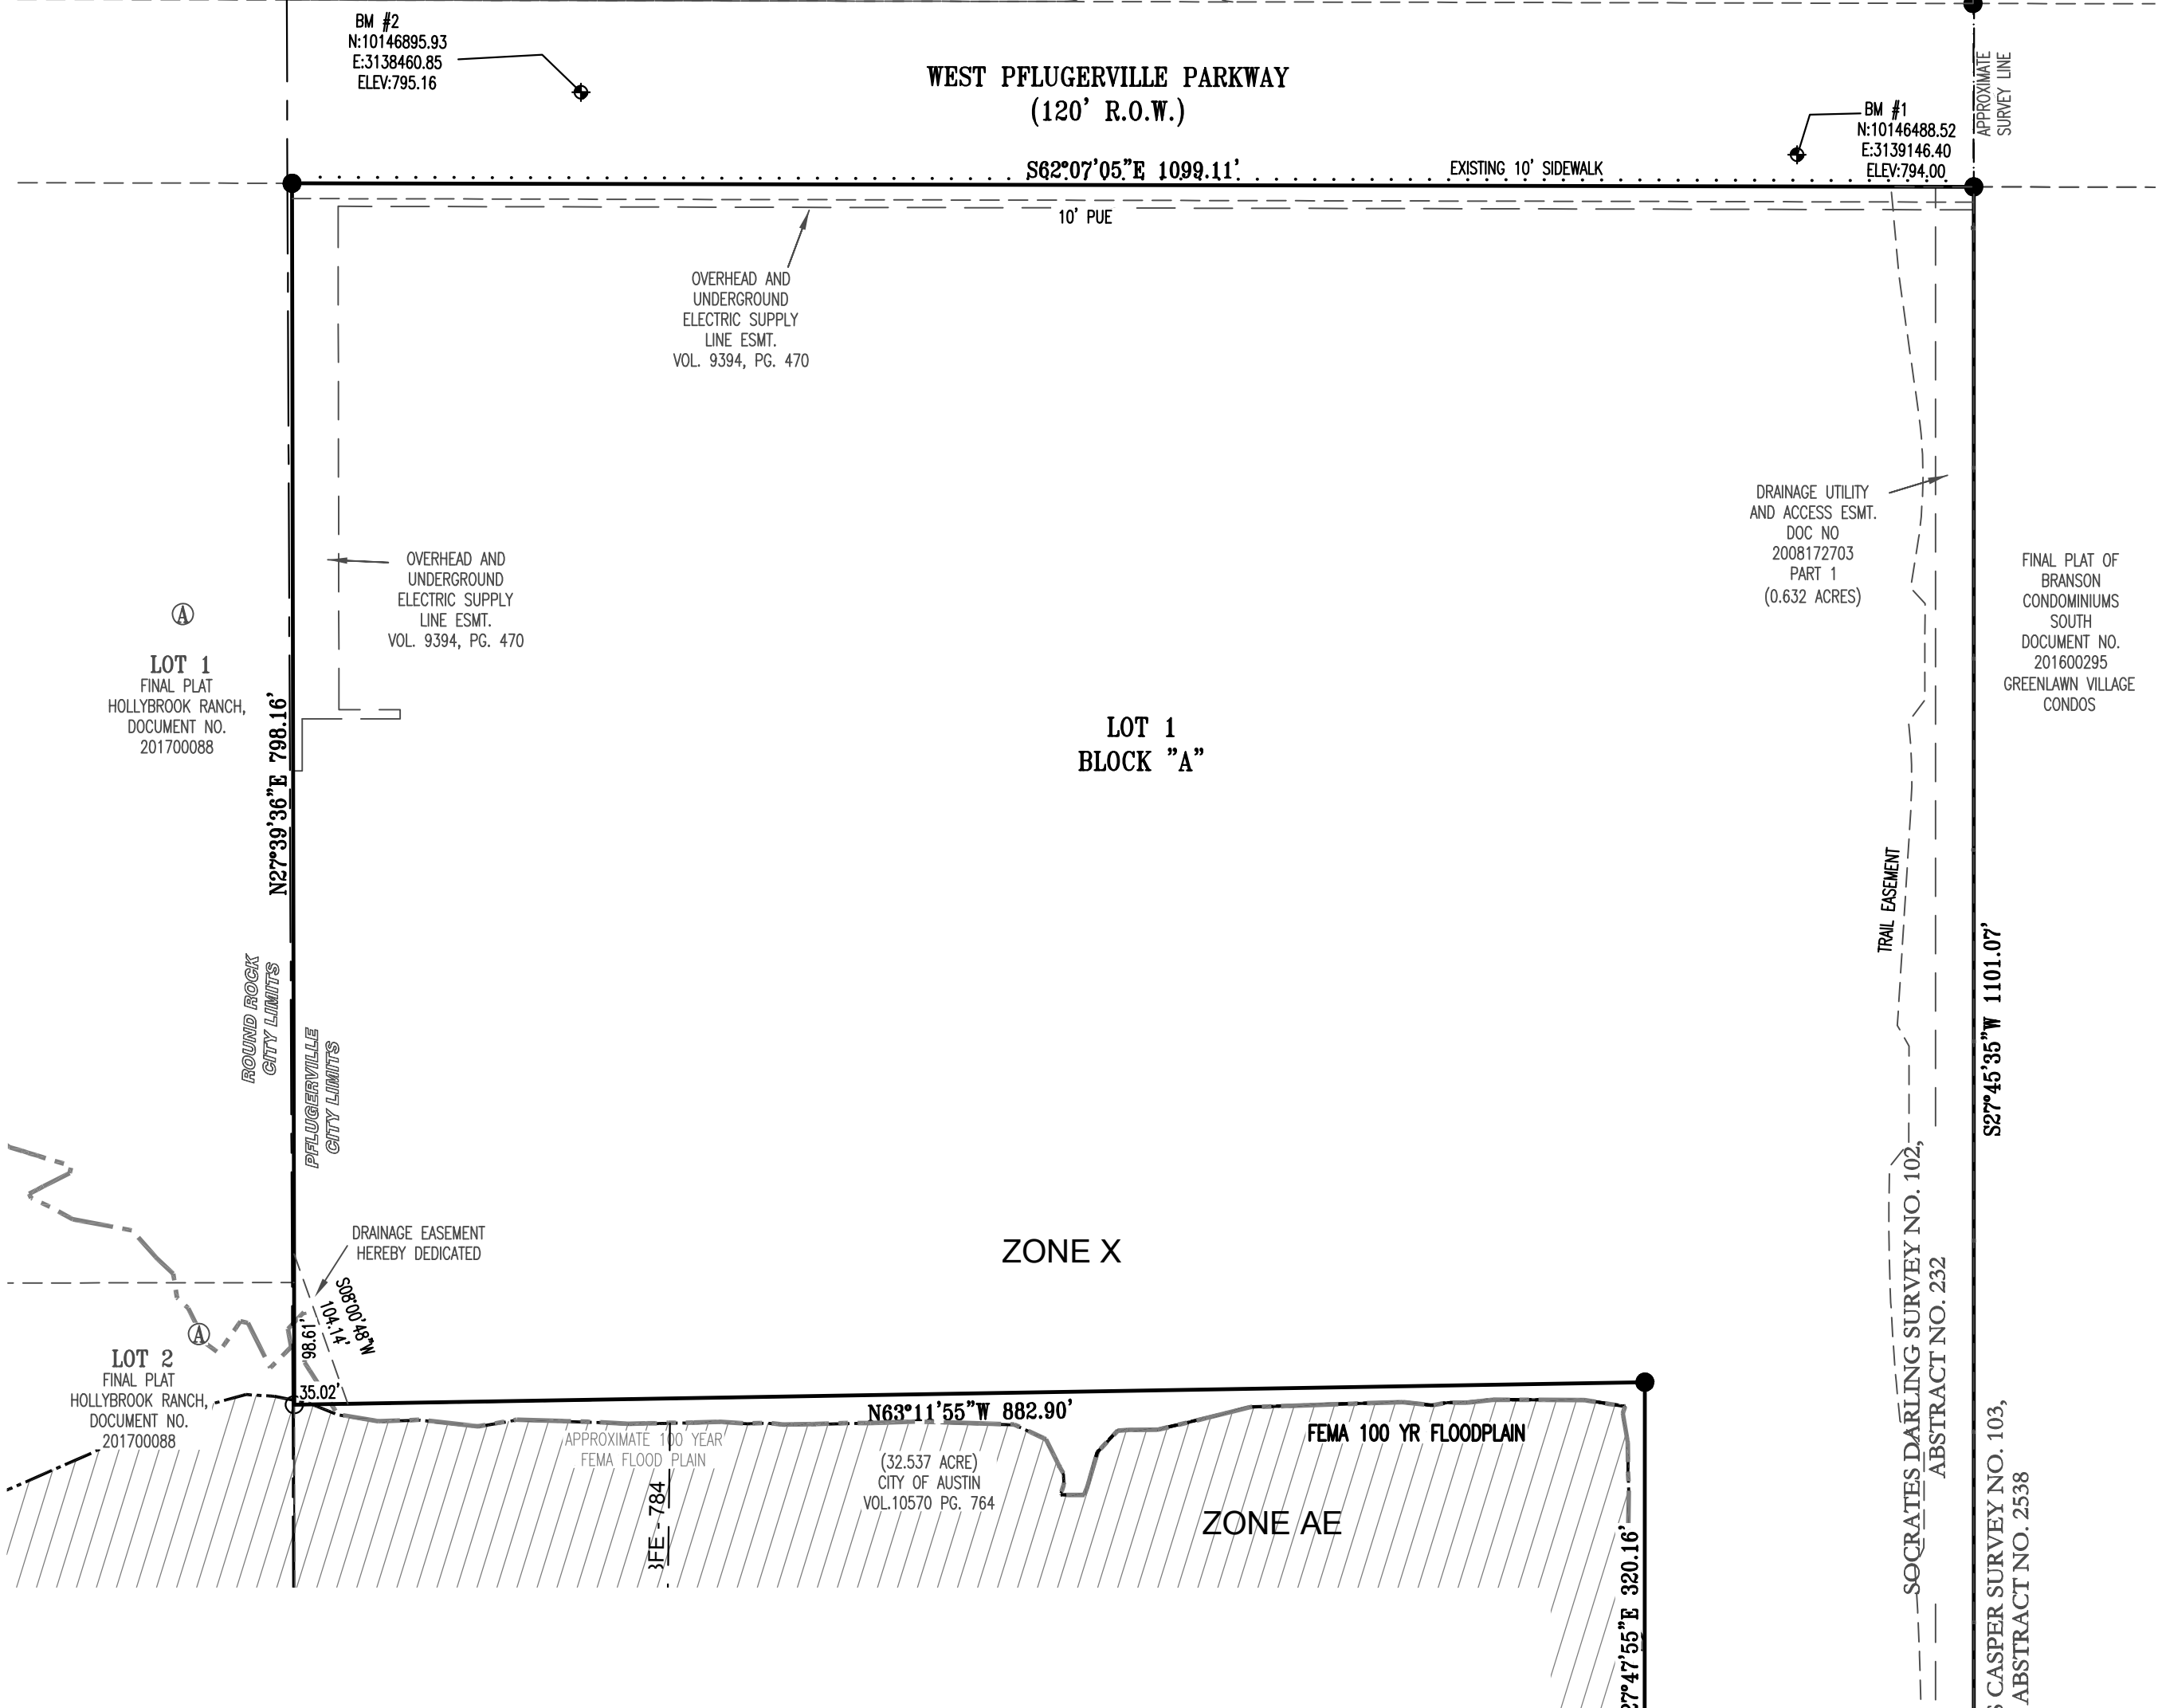 BM #2
N:10146895.93
E:3138460.85
ELEV:795.16
WEST PFLUGERVILLE PARKWAY
(120' R.O.W.)
BM #1
N:10146488.52
E:3139146.40
ELEV:794.00
APPROXIMATE
SURVEY LINE
S62°07'05"E 1099.11'
EXISTING 10' SIDEWALK
10' PUE
OVERHEAD AND
UNDERGROUND
ELECTRIC SUPPLY
LINE ESMT.
VOL. 9394, PG. 470
OVERHEAD AND
UNDERGROUND
ELECTRIC SUPPLY
LINE ESMT.
VOL. 9394, PG. 470
DRAINAGE UTILITY
AND ACCESS ESMT.
DOC NO
2008172703
PART 1
(0.632 ACRES)
FINAL PLAT OF
BRANSON
CONDOMINIUMS
SOUTH
DOCUMENT NO.
201600295
GREENLAWN VILLAGE
CONDOS
A
LOT 1
FINAL PLAT
HOLLYBROOK RANCH,
DOCUMENT NO.
201700088
N27°39'36"E 798.16'
LOT 1
BLOCK "A"
TRAIL EASEMENT
S27°45'35"W 1101.07'
ROUND ROCK
CITY LIMITS
PFLUGERVILLE
CITY LIMITS
DRAINAGE EASEMENT
HEREBY DEDICATED
ZONE X
S08°00'48"W
104.14'
98.61'
35.02'
A
LOT 2
FINAL PLAT
HOLLYBROOK RANCH,
DOCUMENT NO.
201700088
N63°11'55"W 882.90'
APPROXIMATE 100 YEAR
FEMA FLOOD PLAIN
(32.537 ACRE)
CITY OF AUSTIN
VOL.10570 PG. 764
FEMA 100 YR FLOODPLAIN
ZONE AE
BFE - 784
27°47'55"E 320.16'
SOCRATES DARLING SURVEY NO. 102,
ABSTRACT NO. 232
CASPER SURVEY NO. 103,
ABSTRACT NO. 2538